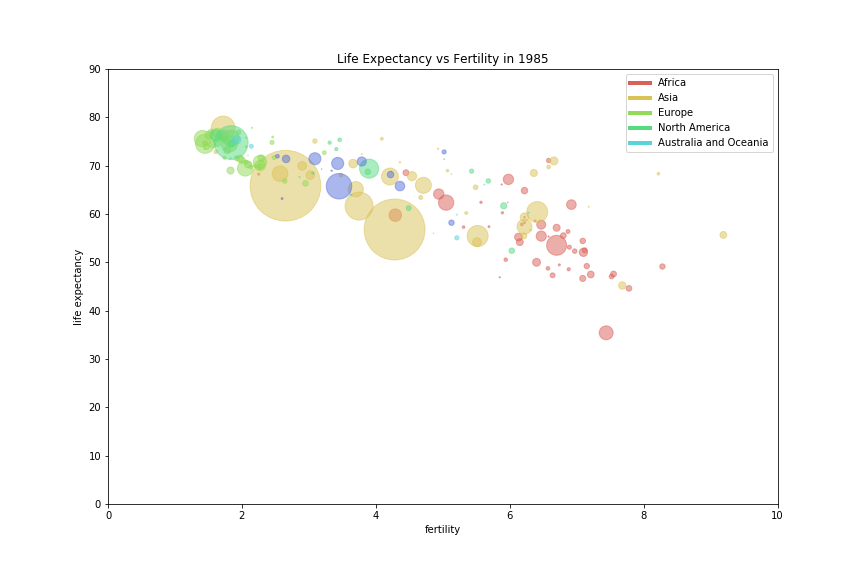 Life Expectancy vs Fertility in 1985
Africa
Asia
Europe
North America
Australia and Oceania
90
80
70
60
50
40
30
20
10
0
life expectancy
0 2 4 6 8 10
fertility